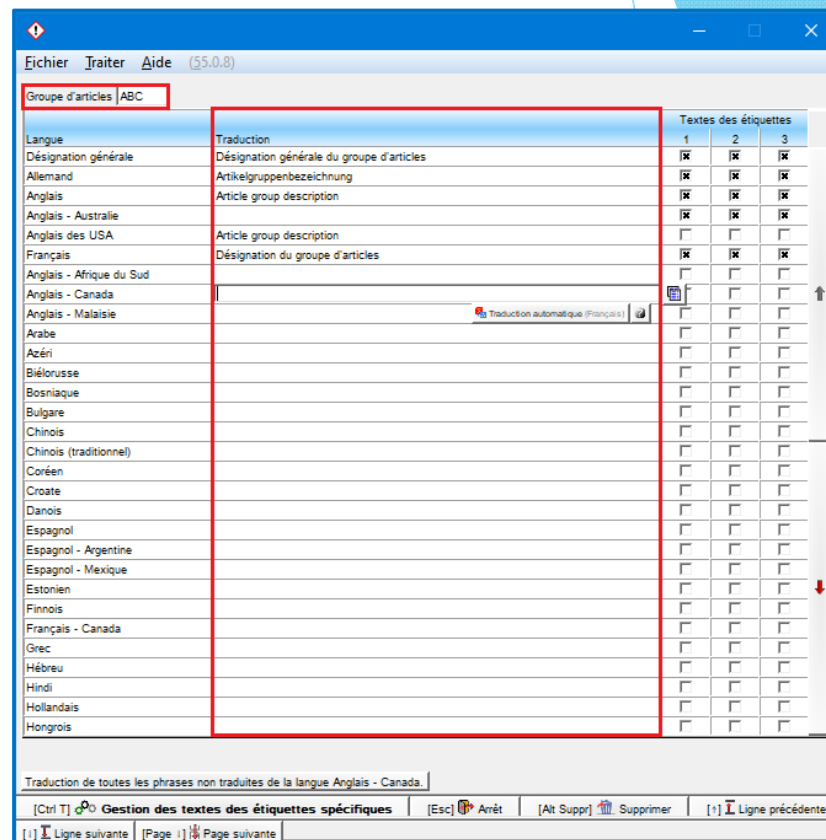 Fichier Traiter Aide (55.0.8)
Groupe d'articles ABC
Textes des étiquettes
Langue Traduction 1 2 3
Désignation générale Désignation générale du groupe d'articles
Allemand Artikelgruppenbezeichnung
Anglais Article group description
Anglais - Australie
Anglais des USA Article group description
Français Désignation du groupe d'articles
Anglais - Afrique du Sud
Anglais - Canada
Anglais - Malaisie Traduction automatique (Français)
Arabe
Azéri
Biélorusse
Bosniaque
Bulgare
Chinois
Chinois (traditionnel)
Coréen
Croate
Danois
Espagnol
Espagnol - Argentine
Espagnol - Mexique
Estonien
Finnois
Français - Canada
Grec
Hébreu
Hindi
Hollandais
Hongrois
Traduction de toutes les phrases non traduites de la langue Anglais - Canada.
[Ctrl T] Gestion des textes des étiquettes spécifiques [Esc] Arrêt [Alt Suppr] Supprimer [↑] Ligne précédente
[↓] Ligne suivante [Page ↓] Page suivante